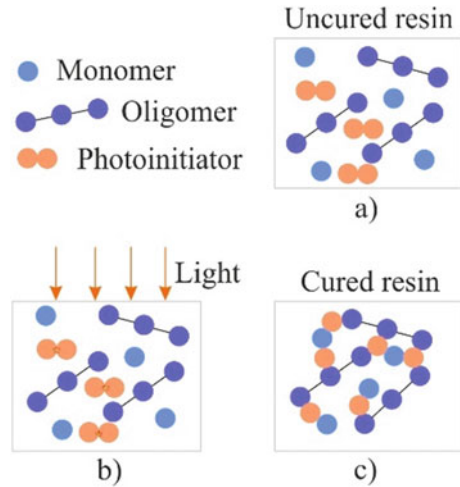 Uncured resin
Monomer
Oligomer
Photoinitiator
a)
Light
Cured resin
b)
c)